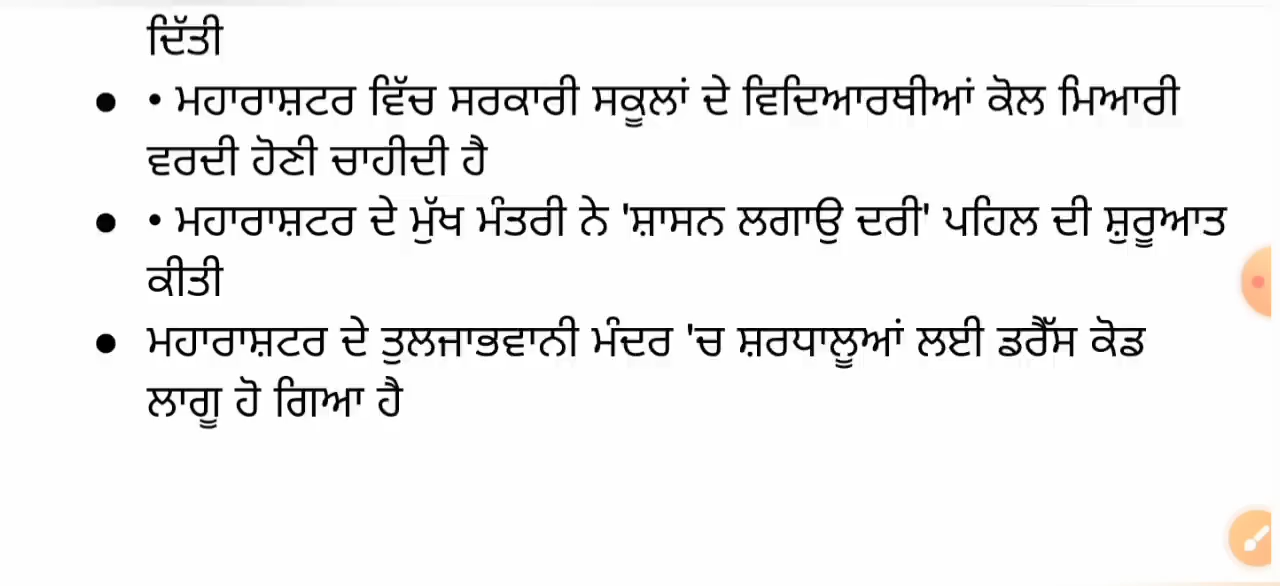 ਦਿੱਤੀ
● • ਮਹਾਰਾਸ਼ਟਰ ਵਿੱਚ ਸਰਕਾਰੀ ਸਕੂਲਾਂ ਦੇ ਵਿਦਿਆਰਥੀਆਂ ਕੋਲ ਮਿਆਰੀ
ਵਰਦੀ ਹੋਣੀ ਚਾਹੀਦੀ ਹੈ
● • ਮਹਾਰਾਸ਼ਟਰ ਦੇ ਮੁੱਖ ਮੰਤਰੀ ਨੇ 'ਸ਼ਾਸਨ ਲਗਾਉ ਦਰੀ' ਪਹਿਲ ਦੀ ਸ਼ੁਰੂਆਤ
ਕੀਤੀ
● ਮਹਾਰਾਸ਼ਟਰ ਦੇ ਤੁਲਜਾਭਵਾਨੀ ਮੰਦਰ 'ਚ ਸ਼ਰਧਾਲੂਆਂ ਲਈ ਡਰੈੱਸ ਕੋਡ
ਲਾਗੂ ਹੋ ਗਿਆ ਹੈ